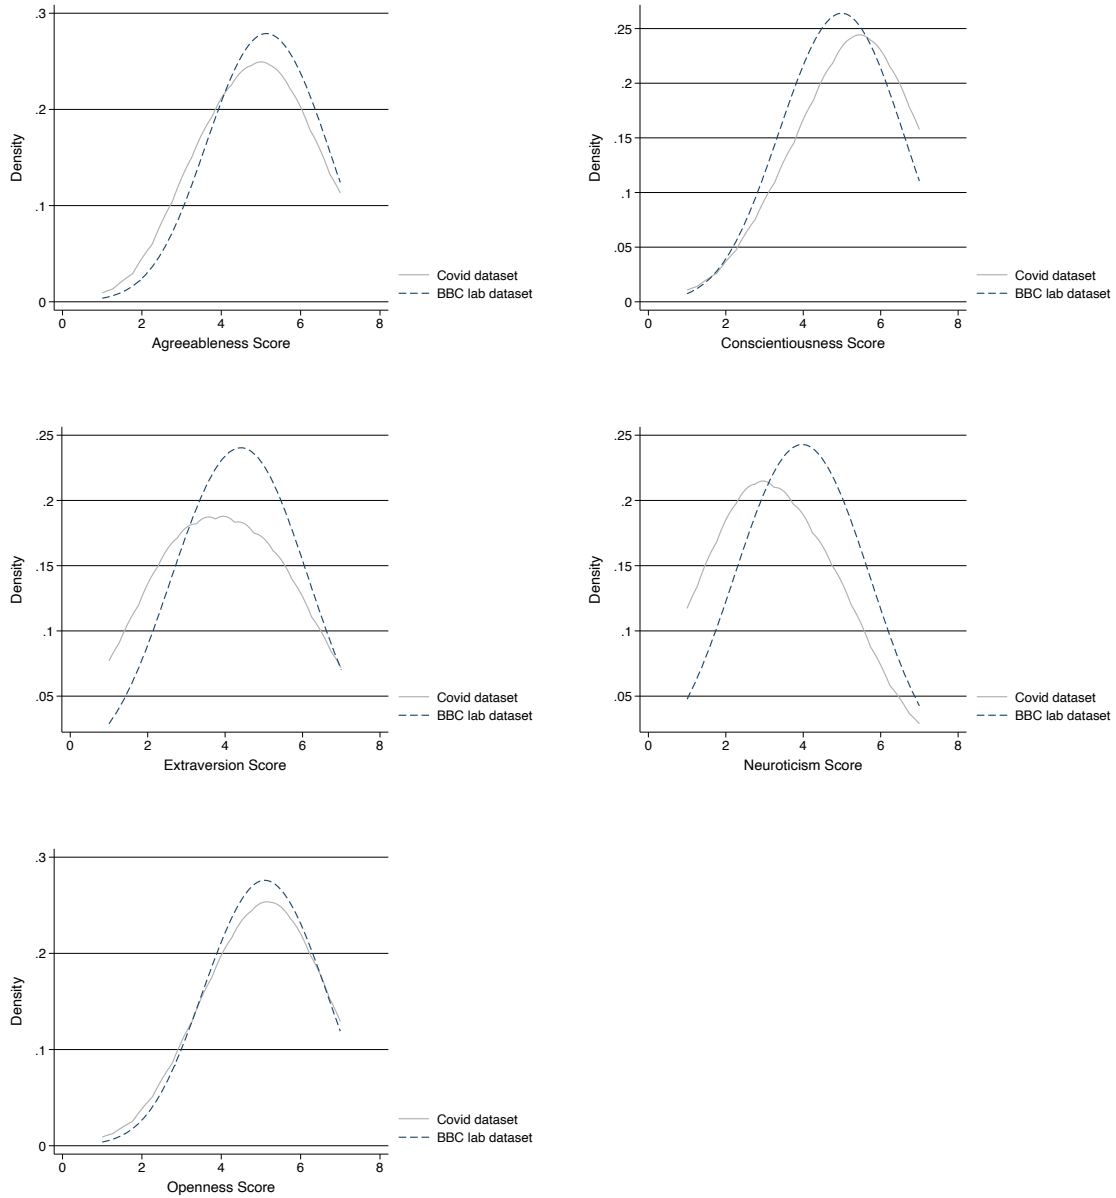 .3
.2
.1
0
Density
0 2 4 6 8
Agreeableness Score
Covid dataset
BBC lab dataset
.25
.2
.15
.1
.05
0
Density
0 2 4 6 8
Conscientiousness Score
Covid dataset
BBC lab dataset
.25
.2
.15
.1
.05
Density
0 2 4 6 8
Extraversion Score
Covid dataset
BBC lab dataset
.25
.2
.15
.1
.05
Density
0 2 4 6 8
Neuroticism Score
Covid dataset
BBC lab dataset
.3
.2
.1
0
Density
0 2 4 6 8
Openness Score
Covid dataset
BBC lab dataset